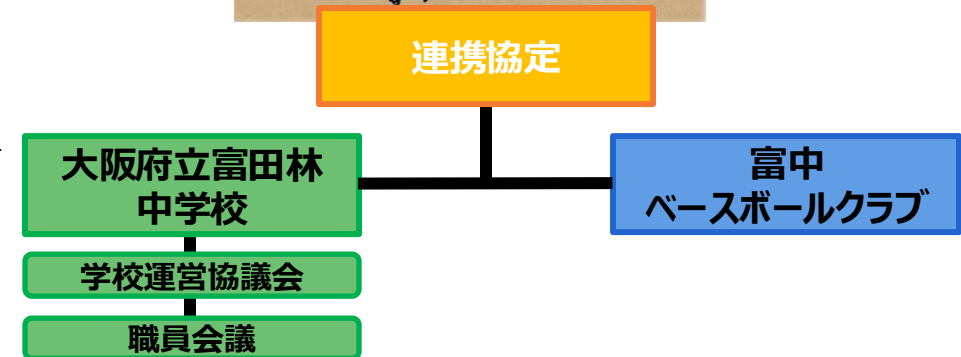 連携協定
大阪府立富田林
中学校
富中
ベースボールクラブ
学校運営協議会
職員会議